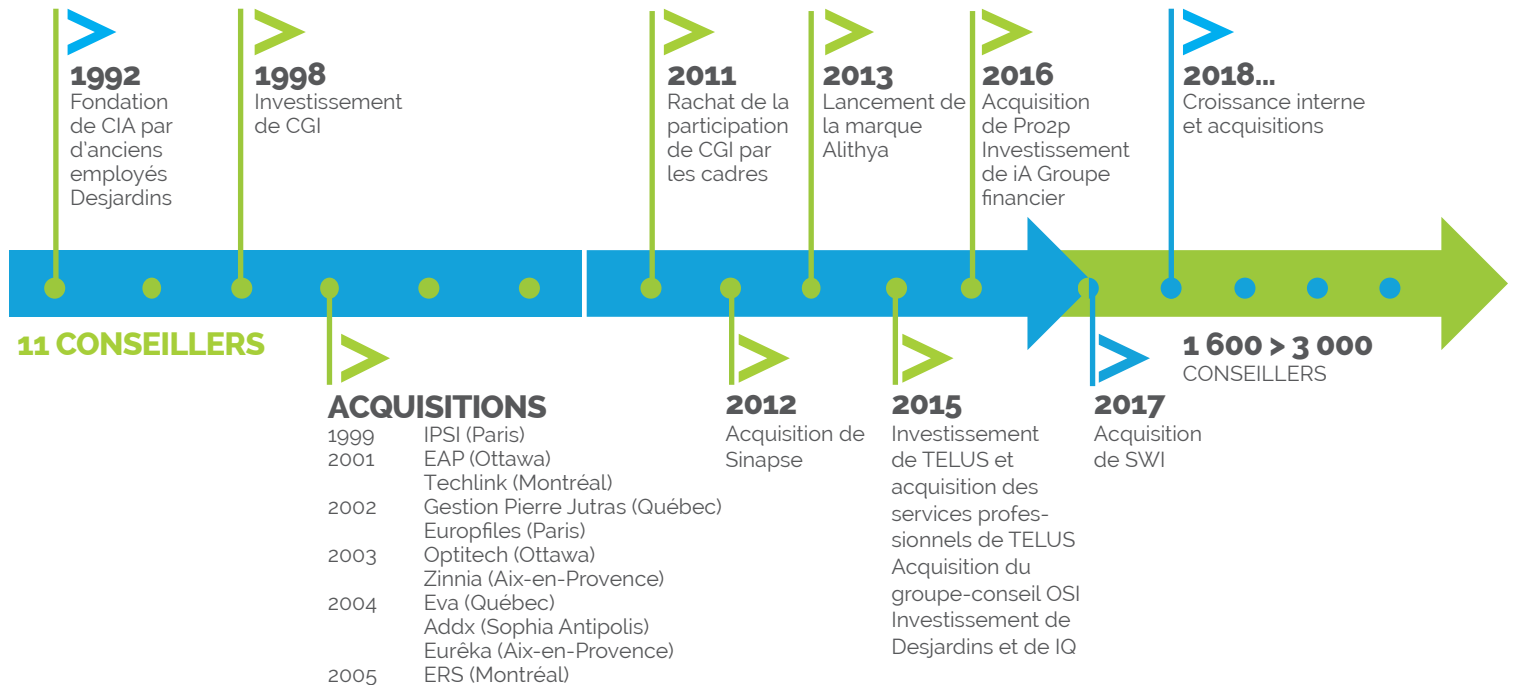 1992
Fondation
de CIA par
d'anciens
employés
Desjardins
1998
Investissement
de CGI
2011
Rachat de la
participation
de CGI par
les cadres
2013
Lancement de
la marque
Alithya
2016
Acquisition
de Pro2p
Investissement
de iA Groupe
financier
2018...
Croissance interne
et acquisitions
11 CONSEILLERS
1 600 > 3 000
CONSEILLERS
ACQUISITIONS
1999 IPSI (Paris)
2001 EAP (Ottawa)
Techlink (Montréal)
2002 Gestion Pierre Jutras (Québec)
Europfiles (Paris)
2003 Optitech (Ottawa)
Zinnia (Aix-en-Provence)
2004 Eva (Québec)
Addx (Sophia Antipolis)
Eurêka (Aix-en-Provence)
2005 ERS (Montréal)
2012
Acquisition de
Sinapse
2015
Investissement
de TELUS et
acquisition des
services profes-
sionnels de TELUS
Acquisition du
groupe-conseil OSI
Investissement de
Desjardins et de IQ
2017
Acquisition
de SWI